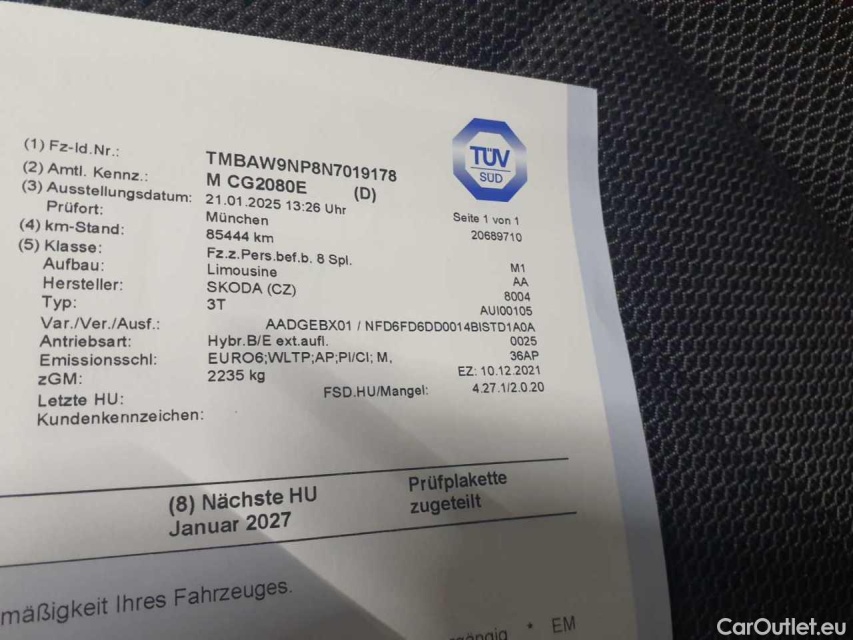 (1) Fz-Id.Nr.: TMBAW9NP8N7019178
(2) Amtl. Kennz.: M CG2080E (D)
(3) Ausstellungsdatum: 21.01.2025 13:26 Uhr
Prüfort: München
(4) km-Stand: 85444 km
(5) Klasse: Fz.z.Pers.bef.b. 8 Spl. M1
Aufbau: Limousine AA
Hersteller: SKODA (CZ) 8004
Typ: 3T AUI00105
Var./Ver./Ausf.: AADGEBX01 / NFD6FD6DD0014BISTD1A0A
Antriebsart: Hybr.B/E ext.aufl. 0025
Emissionsschl: EURO6;WLTP;AP;PI/CI; M, 36AP
zGM: 2235 kg EZ: 10.12.2021
Letzte HU: FSD.HU/Mangel: 4.27.1/2.0.20
Kundenkennzeichen:
TÜV
SÜD
Seite 1 von 1
20689710
(8) Nächste HU
Januar 2027
Prüfplakette
zugeteilt
mäßigkeit Ihres Fahrzeuges.
* EM
CarOutlet.eu